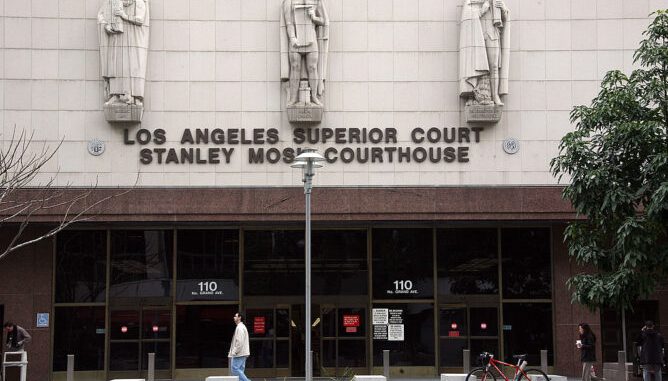 LOS ANGELES SUPERIOR COURT
STANLEY MOSK COURTHOUSE
110
No. GRAND AVE.
110
No. GRAND AVE.